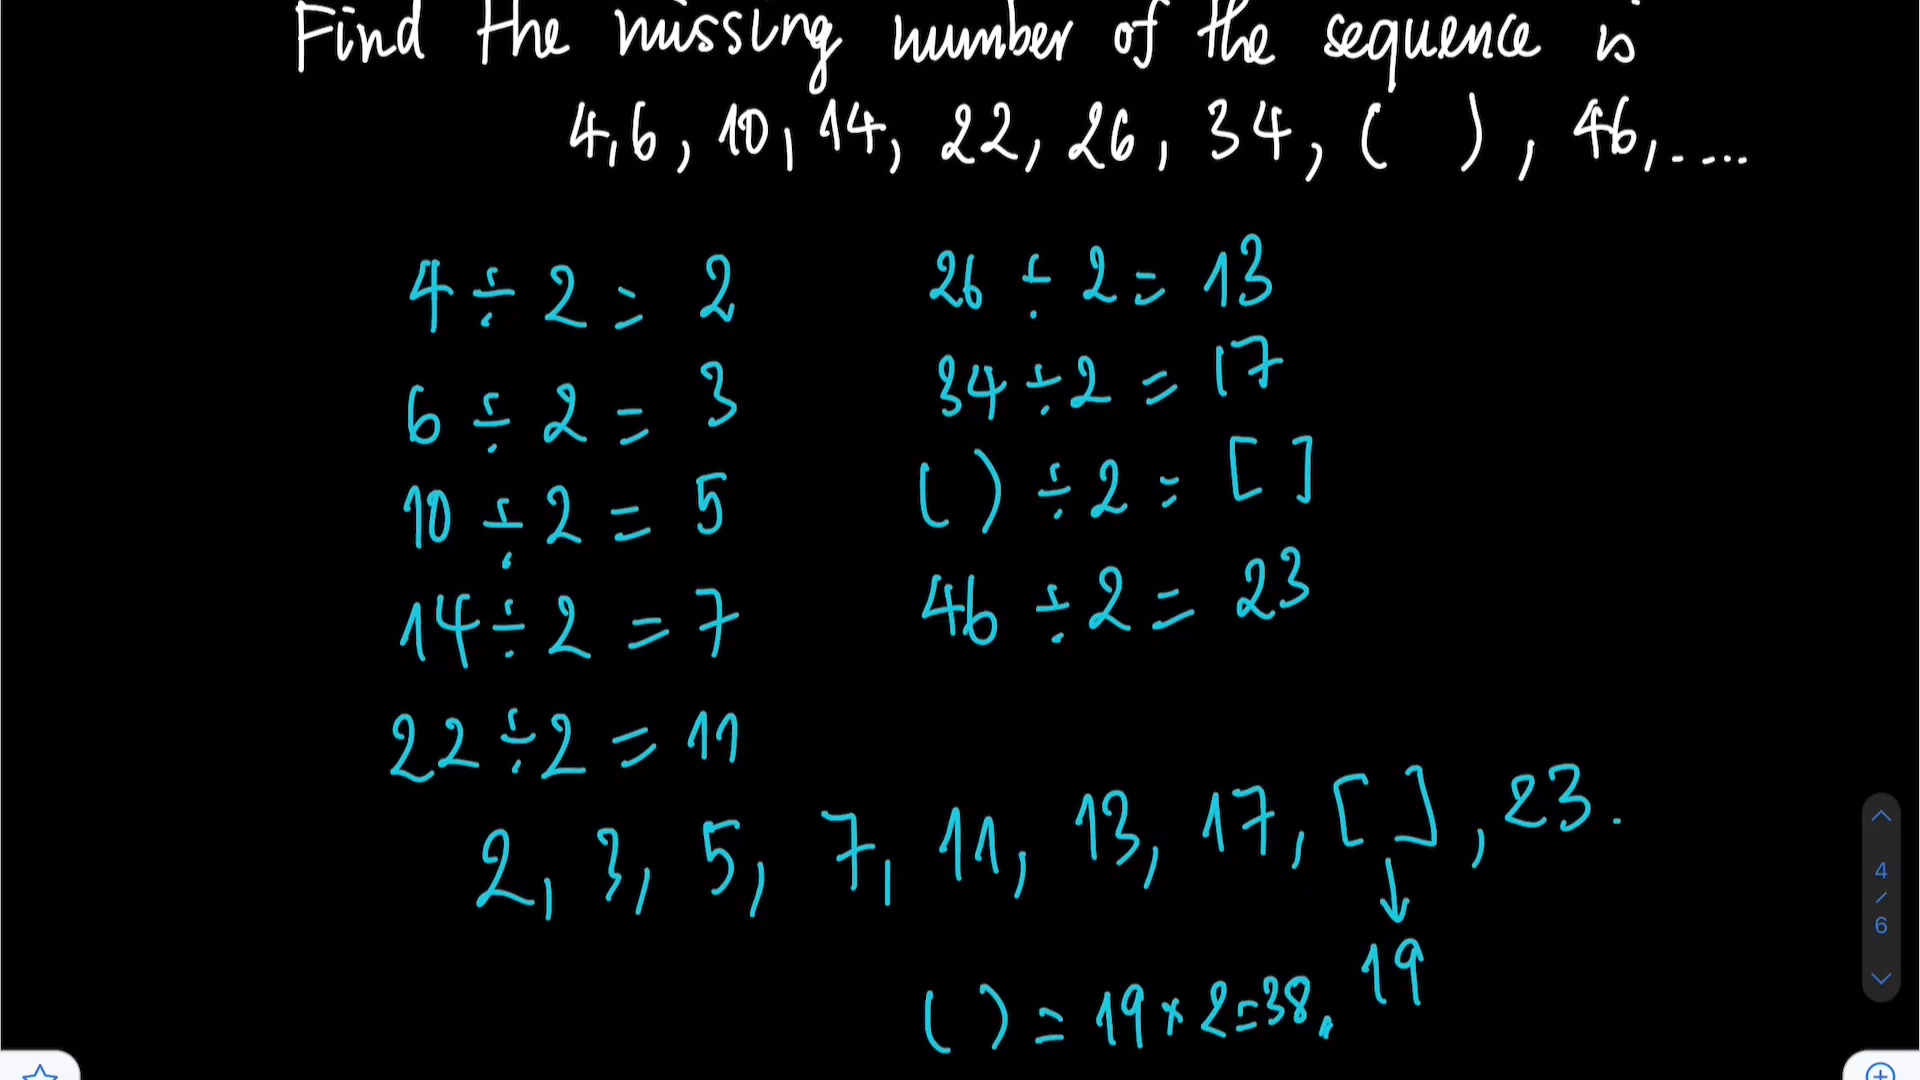 Find the missing number of the sequence is
4,6, 10, 14, 22, 26, 34, ( ), 46,.....
4 ÷ 2 = 2
6 ÷ 2 = 3
10 ÷ 2 = 5
14 ÷ 2 = 7
22 ÷ 2 = 11
26 ÷ 2 = 13
34 ÷ 2 = 17
( ) ÷ 2 = [ ]
46 ÷ 2 = 23
2, 3, 5, 7, 11, 13, 17, [ ], 23.
↓
19
( ) = 19 × 2 = 38.
4
/
6